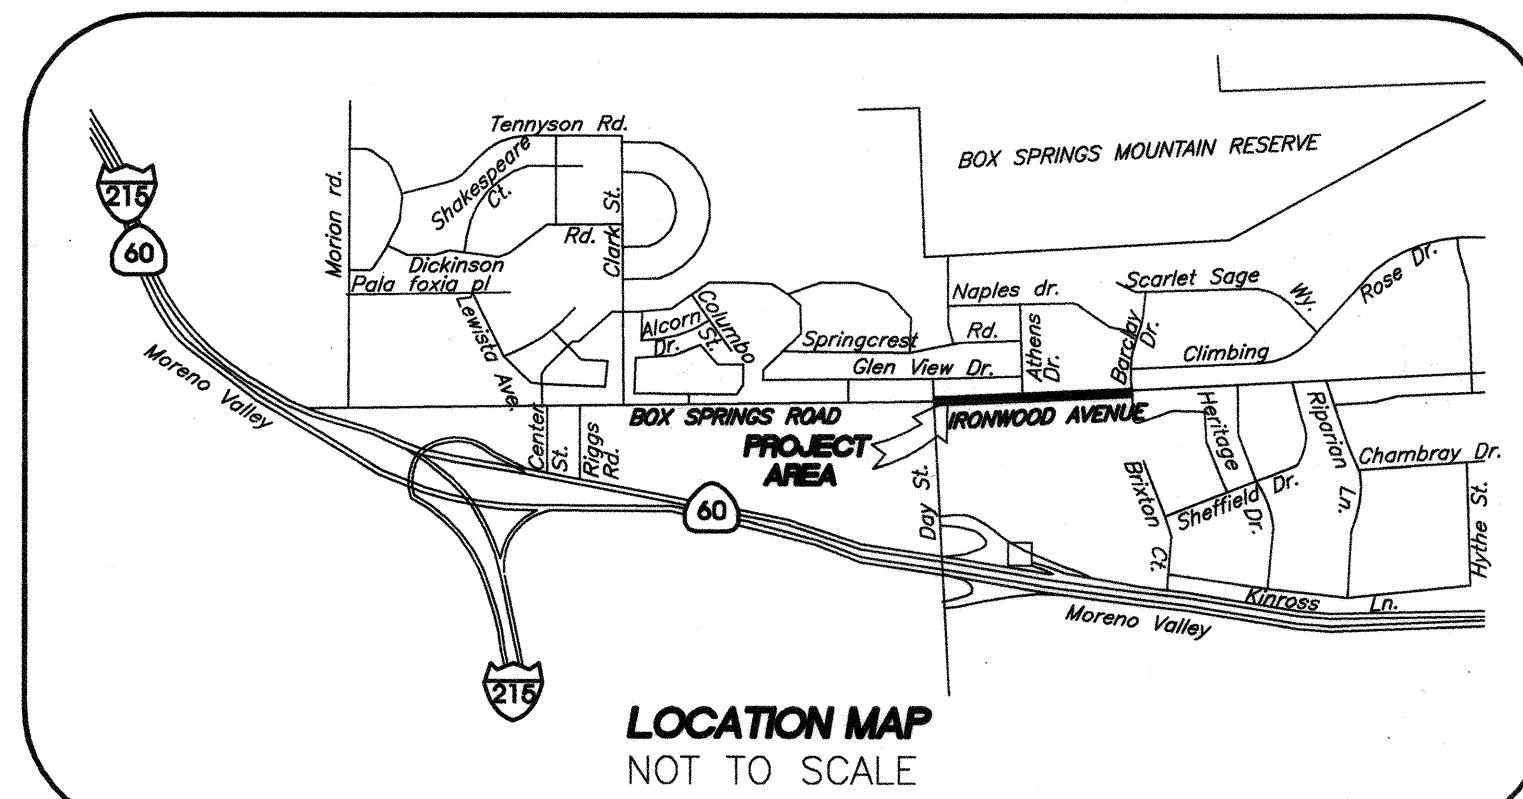 Tennyson Rd.
Shakespeare
Ct.
BOX SPRINGS MOUNTAIN RESERVE
215
60
Morion rd.
Clark St.
Rd.
Dickinson
Pala foxia pl
Lewista Ave.
Alcorn
Dr.
Columbo
St.
Springcrest
Rd.
Glen View Dr.
Naples dr.
Athens
Dr.
Barclay
Dr.
Scarlet Sage
Wy.
Rose Dr.
Climbing
Moreno Valley
BOX SPRINGS ROAD
IRONWOOD AVENUE
PROJECT
AREA
Center
St.
Riggs
Rd.
Day St.
Heritage
Dr.
Riparian
Ln.
Chambray Dr.
Brixton
Ct.
Sheffield Dr.
Hythe St.
60
Kinross Ln.
Moreno Valley
215
LOCATION MAP
NOT TO SCALE